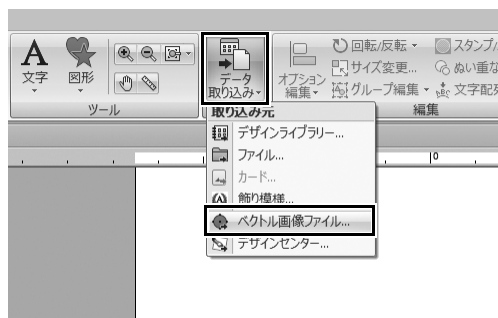 文字
図形
ツール
データ
取り込み
オプション
編集
回転/反転
サイズ変更...
グループ編集
スタンプ/
ぬい重な
文字配列
編集
取り込み元
デザインライブラリー...
ファイル...
カード...
飾り模様...
ベクトル画像ファイル...
デザインセンター...
0